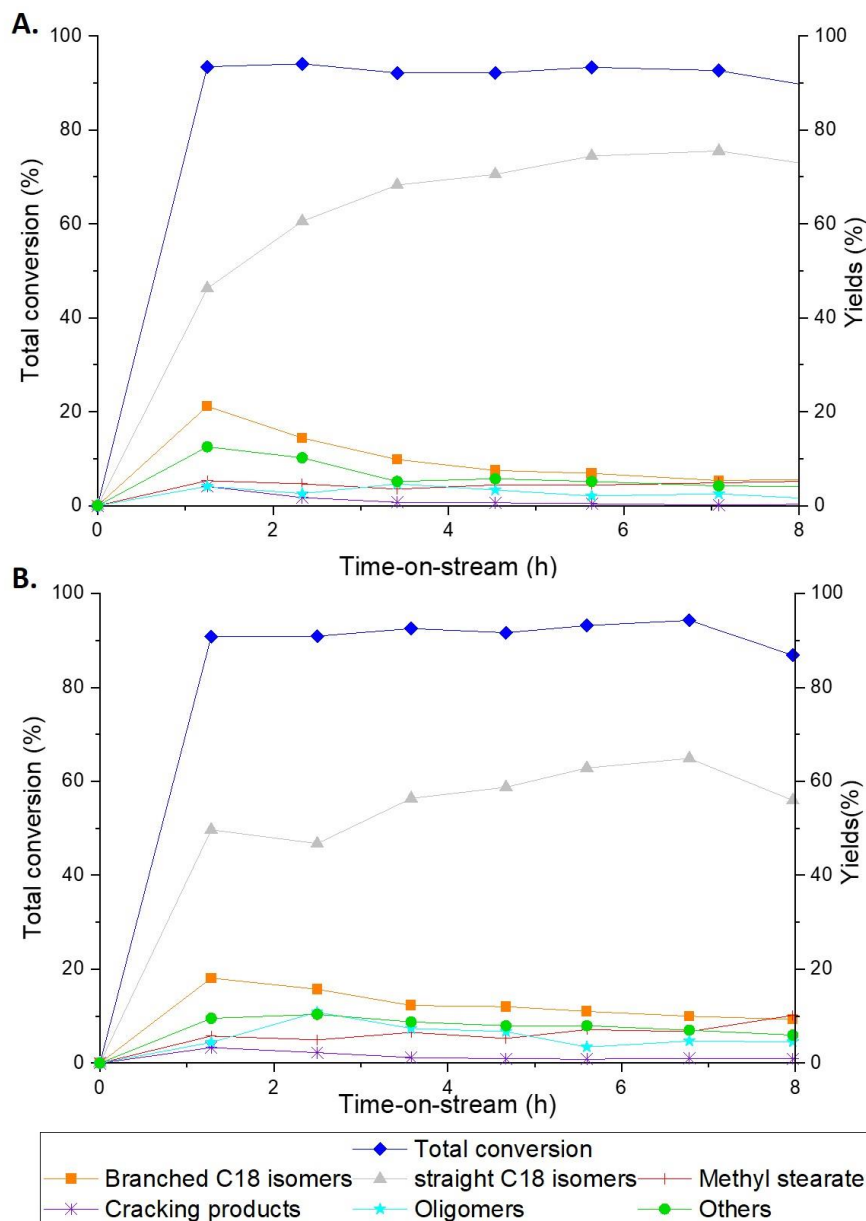 A.
100
80
60
40
20
0
Total conversion (%)
100
80
60
40
20
0
Yields (%)
0 2 4 6 8
Time-on-stream (h)
B.
100
80
60
40
20
0
Total conversion (%)
100
80
60
40
20
0
Yields(%)
0 2 4 6 8
Time-on-stream (h)
Total conversion
Branched C18 isomers straight C18 isomers Methyl stearate
Cracking products Oligomers Others